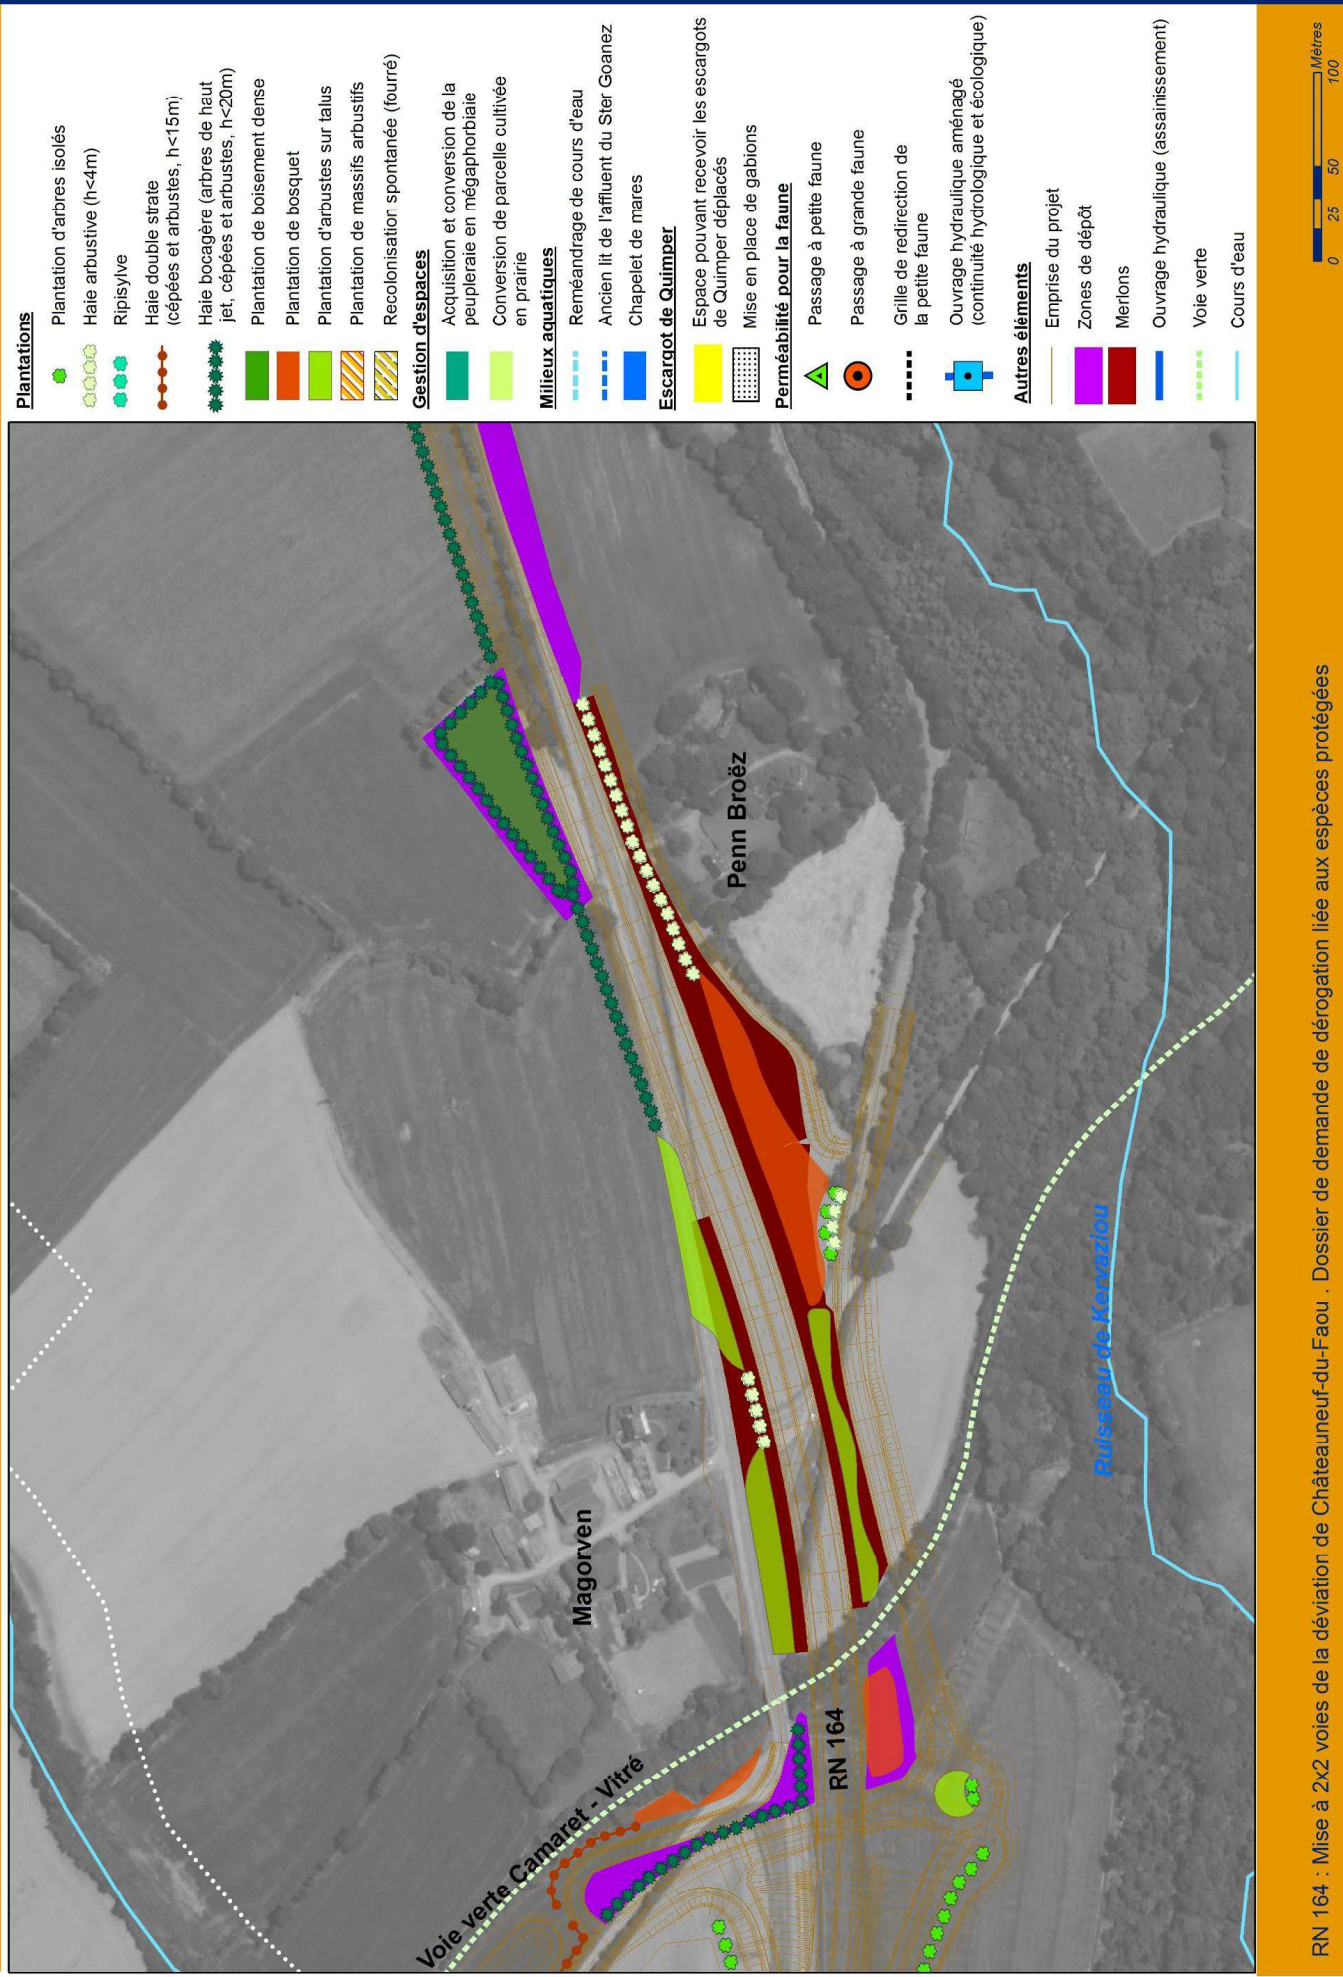 Plantations
Plantation d'arbres isolés
Haie arbustive (h<4m)
Ripisylve
Haie double strate
(cépées et arbustes, h<15m)
Haie bocagère (arbres de haut
jet, cépées et arbustes, h<20m)
Plantation de boisement dense
Plantation de bosquet
Plantation d'arbustes sur talus
Plantation de massifs arbustifs
Recolonisation spontanée (fourré)
Gestion d'espaces
Acquisition et conversion de la
peupleraie en mégaphorbiaie
Conversion de parcelle cultivée
en prairie
Milieux aquatiques
Reméandrage de cours d'eau
Ancien lit de l'affluent du Ster Goanez
Chapelet de mares
Escargot de Quimper
Espace pouvant recevoir les escargots
de Quimper déplacés
Mise en place de gabions
Perméabilité pour la faune
Passage à petite faune
Passage à grande faune
Grille de redirection de
la petite faune
Ouvrage hydraulique aménagé
(continuité hydrologique et écologique)
Autres éléments
Emprise du projet
Zones de dépôt
Merlons
Ouvrage hydraulique (assainissement)
Voie verte
Cours d'eau
Voie verte Camaret - Vitré
Magorven
RN 164
Penn Broëz
Ruisseau de Kervaziou
RN 164 : Mise à 2x2 voies de la déviation de Châteauneuf-du-Faou . Dossier de demande de dérogation liée aux espèces protégées
0 25 50 100
Mètres